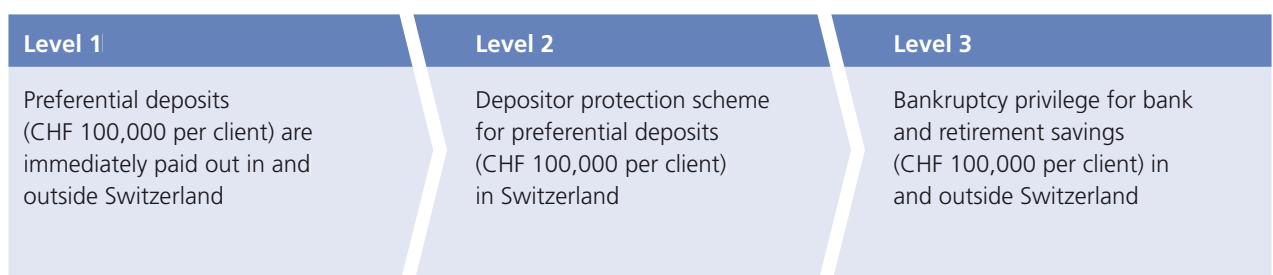 Level 1
Preferential deposits
(CHF 100,000 per client) are
immediately paid out in and
outside Switzerland
Level 2
Depositor protection scheme
for preferential deposits
(CHF 100,000 per client)
in Switzerland
Level 3
Bankruptcy privilege for bank
and retirement savings
(CHF 100,000 per client) in
and outside Switzerland